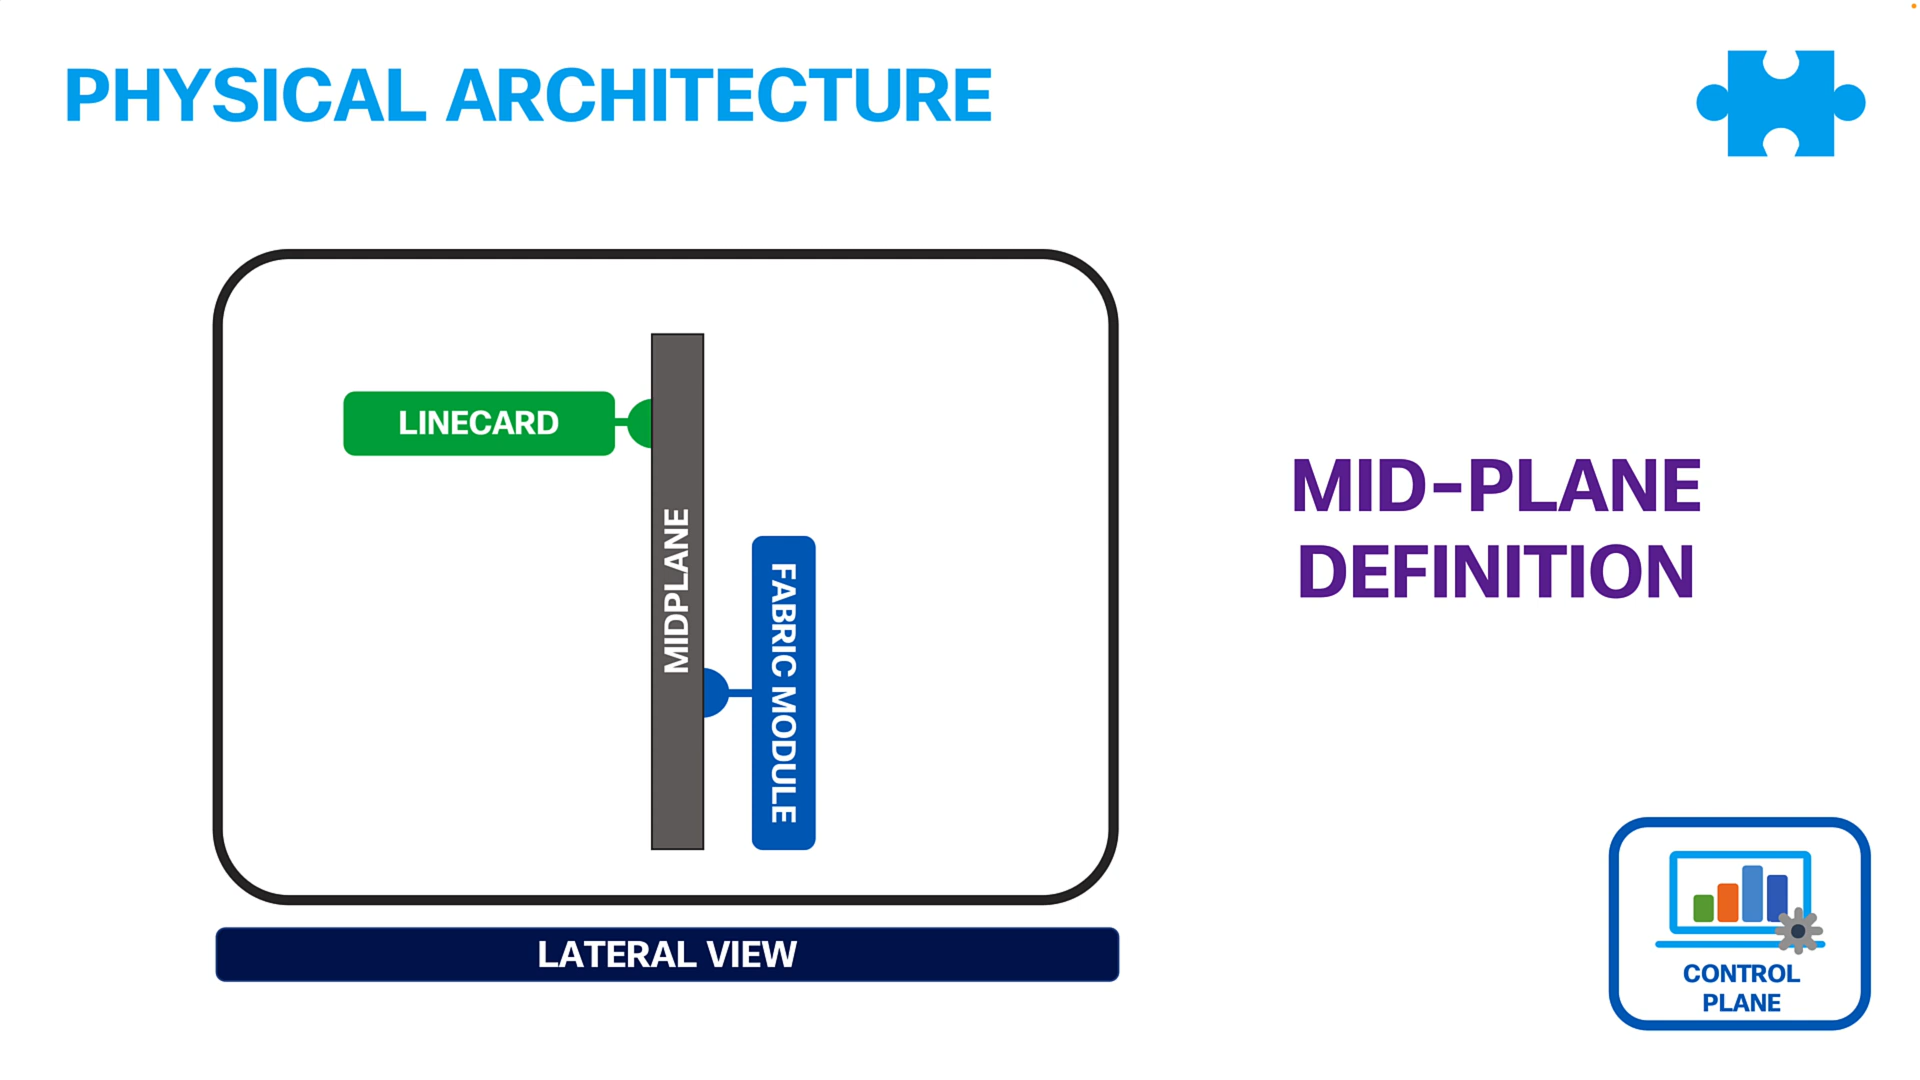 PHYSICAL ARCHITECTURE
LINECARD
MIDPLANE
FABRIC MODULE
MID-PLANE
DEFINITION
LATERAL VIEW
CONTROL
PLANE